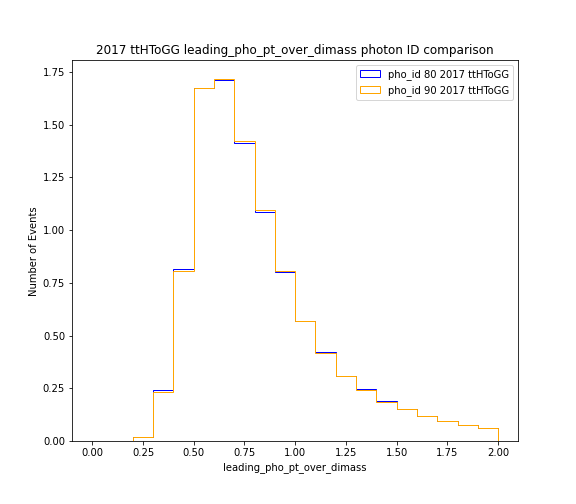 2017 ttHToGG leading_pho_pt_over_dimass photon ID comparison
pho_id 80 2017 ttHToGG
pho_id 90 2017 ttHToGG
Number of Events
1.75
1.50
1.25
1.00
0.75
0.50
0.25
0.00
0.00 0.25 0.50 0.75 1.00 1.25 1.50 1.75 2.00
leading_pho_pt_over_dimass